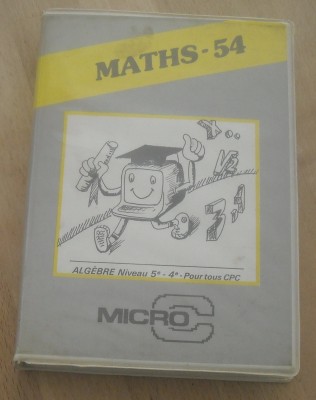 MATHS-54
ALGÈBRE Niveau 5e - 4e - Pour tous CPC
MICRO C